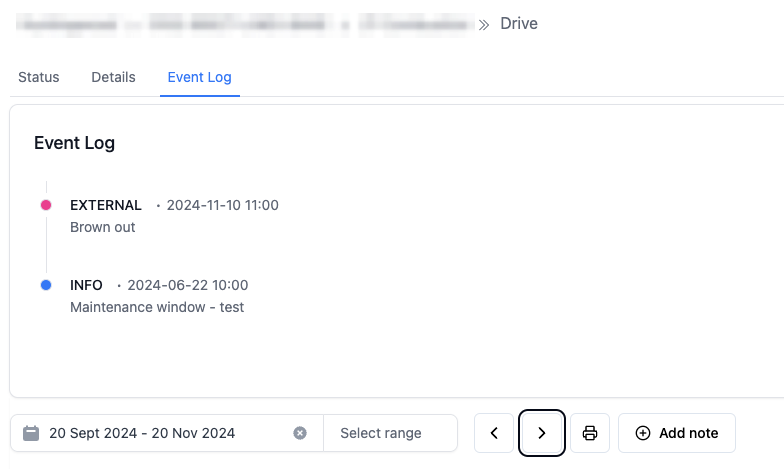 » Drive
Status Details Event Log
Event Log
EXTERNAL · 2024-11-10 11:00
Brown out
INFO · 2024-06-22 10:00
Maintenance window - test
20 Sept 2024 - 20 Nov 2024 Select range Add note